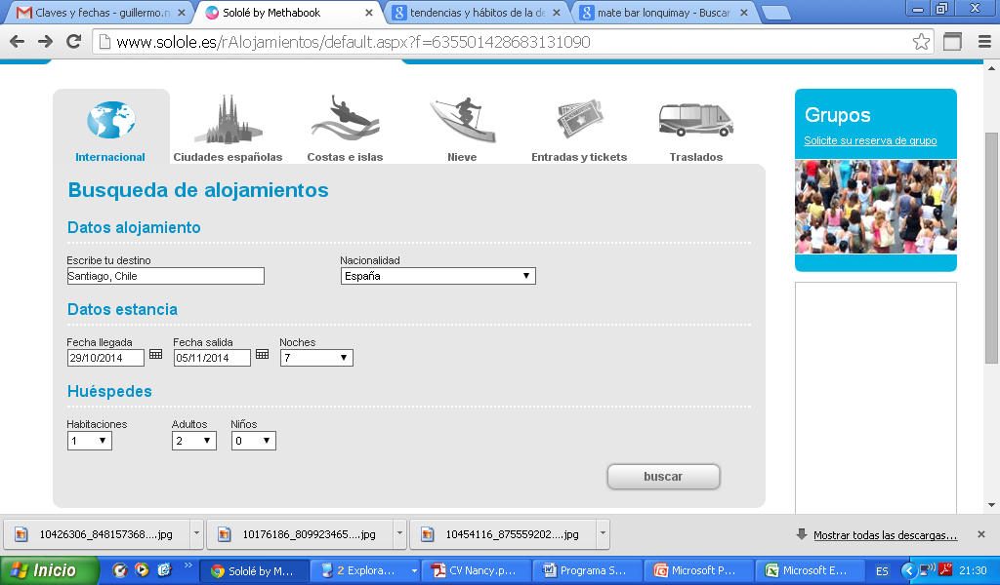 Claves y fechas - guillermo.n
Sololé by Methabook
tendencias y hábitos de la de
mate bar lonquimay - Buscar
www.solole.es/rAlojamientos/default.aspx?f=635501428683131090
Internacional
Ciudades españolas
Costas e islas
Nieve
Entradas y tickets
Traslados
Grupos
Solicite su reserva de grupo
Busqueda de alojamientos
Datos alojamiento
Escribe tu destino
Nacionalidad
Santiago, Chile
España
Datos estancia
Fecha llegada
Fecha salida
Noches
29/10/2014
05/11/2014
7
Huéspedes
Habitaciones
Adultos
Niños
1
2
0
buscar
10426306_848157368....jpg
10176186_809923465....jpg
10454116_875559202....jpg
Mostrar todas las descargas...
Inicio
Sololé by M...
2 Explora...
CV Nancy.p...
Programa S...
Microsoft P...
Microsoft E...
ES
21:30